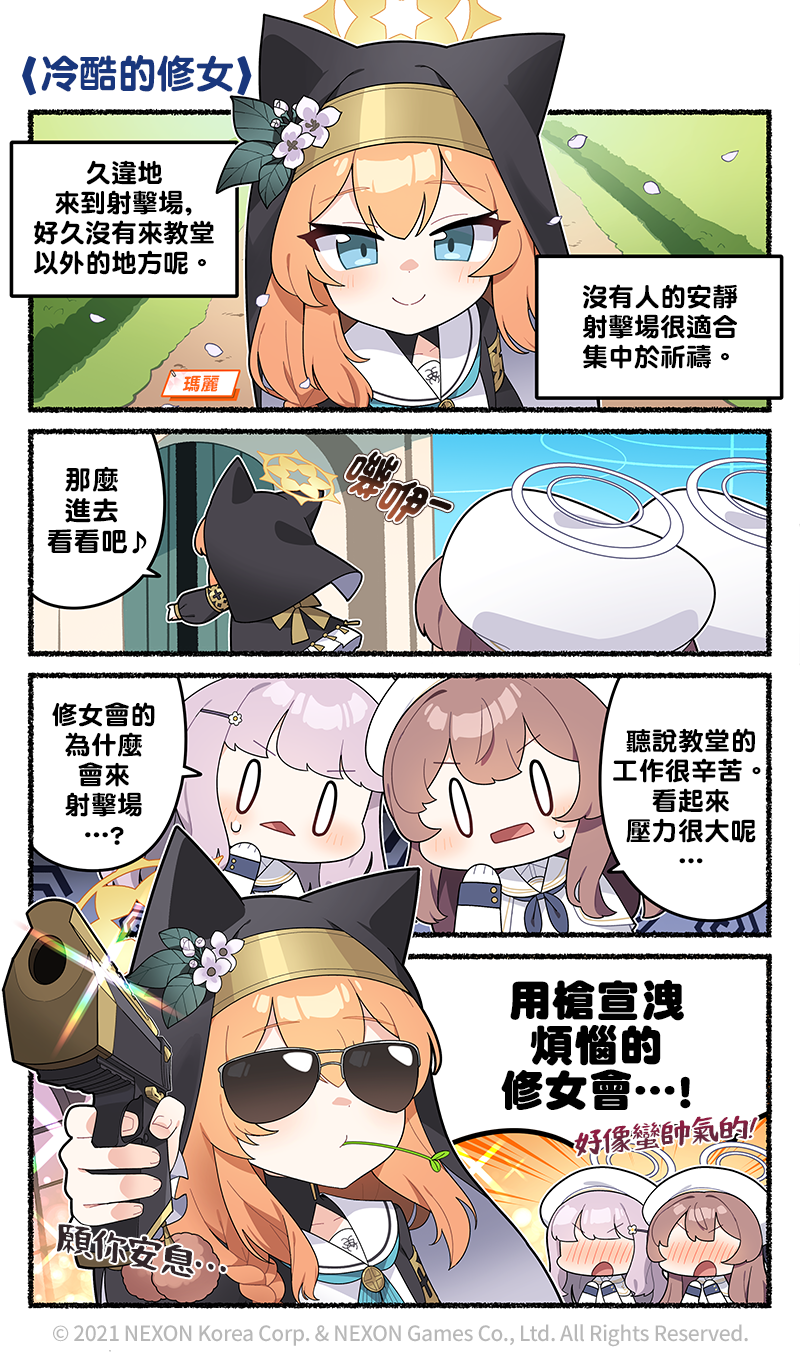 《冷酷的修女》
久違地
來到射擊場,
好久沒有來教堂
以外的地方呢。
沒有人的安靜
射擊場很適合
集中於祈禱。
瑪麗
那麼
進去
看看吧♪
嘰咿—
修女會的
為什麼
會來
射擊場
…?
聽說教堂的
工作很辛苦。
看起來
壓力很大呢
…
用槍宣洩
煩惱的
修女會…!
好像蠻帥氣的!
願你安息…
© 2021 NEXON Korea Corp. & NEXON Games Co., Ltd. All Rights Reserved.